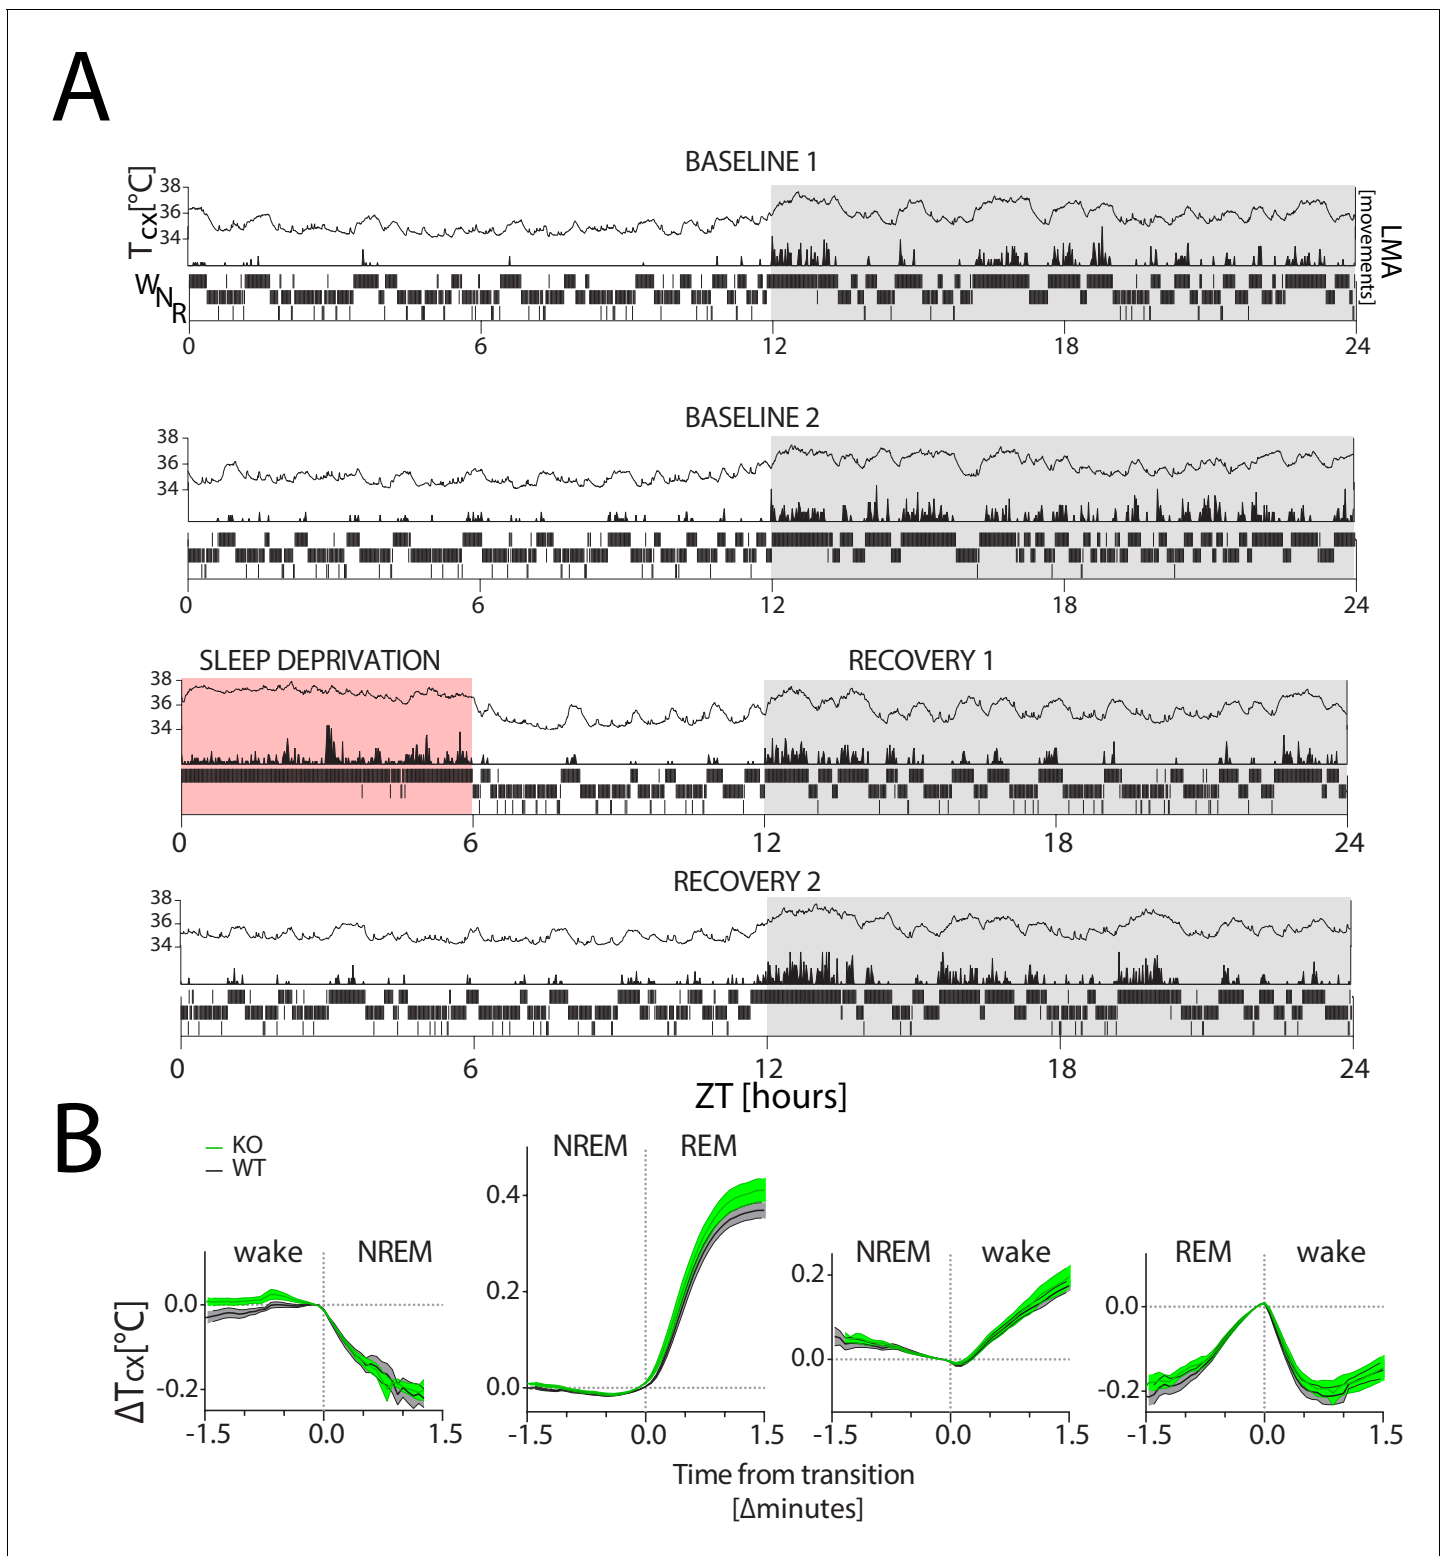 A
BASELINE 1
Tcx[°C]
38
36
34
LMA
[movements]
W
N
R
0 6 12 18 24
BASELINE 2
38
36
34
0 6 12 18 24
SLEEP DEPRIVATION RECOVERY 1
38
36
34
0 6 12 18 24
RECOVERY 2
38
36
34
0 6 12 18 24
ZT [hours]
B
KO
WT
ΔTcx[°C]
wake NREM
0.0
-0.2
-1.5 0.0 1.5
NREM REM
0.4
0.2
0.0
-1.5 0.0 1.5
NREM wake
0.2
0.0
-1.5 0.0 1.5
REM wake
0.0
-0.2
-1.5 0.0 1.5
Time from transition
[Δminutes]